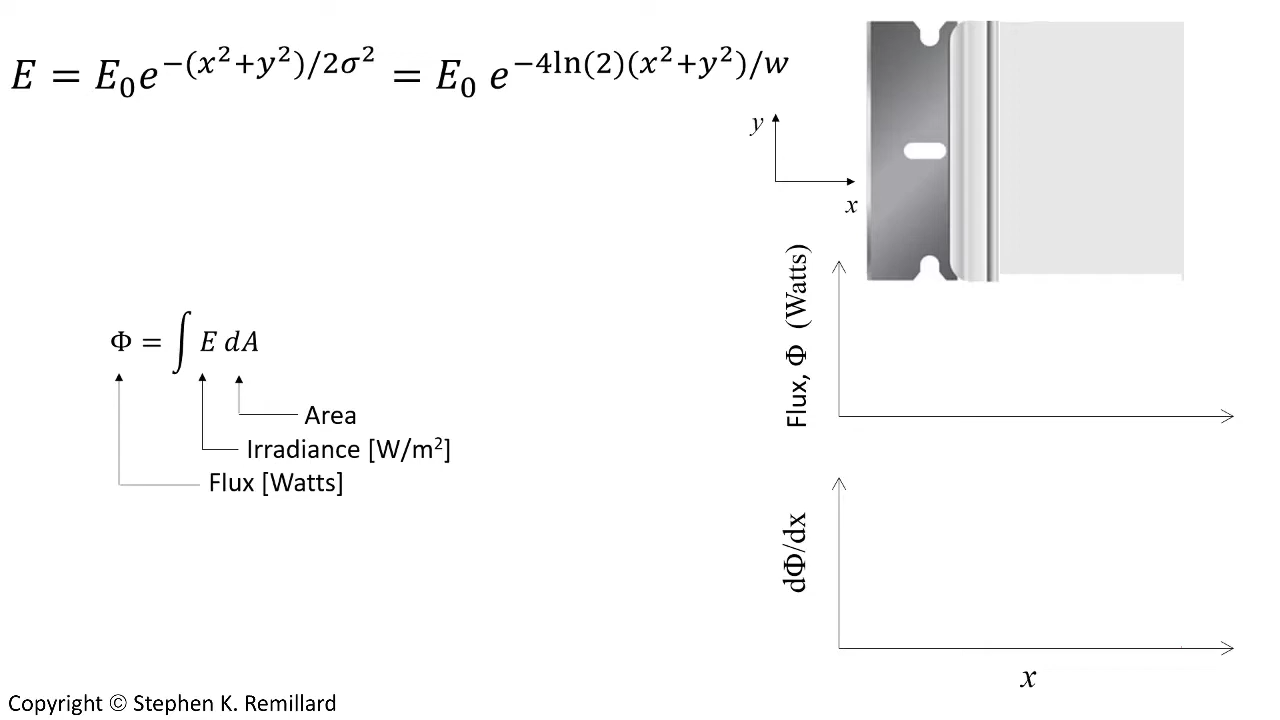 E = E₀e^{−(x²+y²)/2σ²} = E₀ e^{−4ln(2)(x²+y²)/w}
y
x
Flux, Φ (Watts)
Φ = ∫ E dA
Area
Irradiance [W/m²]
Flux [Watts]
dΦ/dx
x
Copyright © Stephen K. Remillard